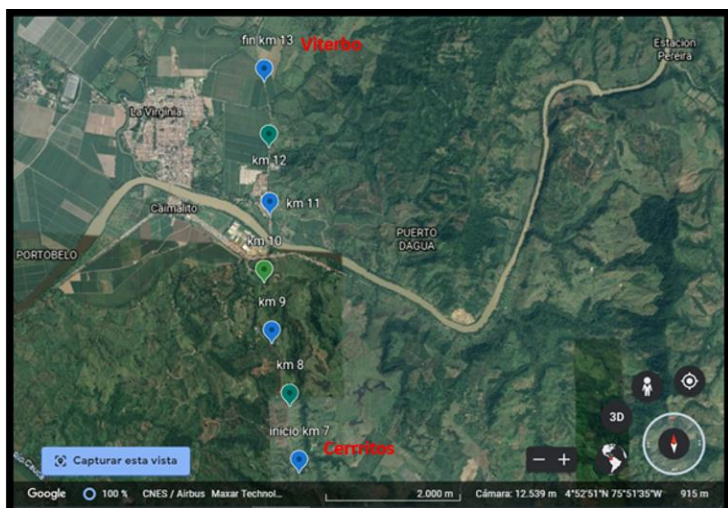 fin km 13
Viterbo
Estacion
Pereira
La Virginia
km 12
km 11
Caimalito
PUERTO
DAGUA
km 10
PORTOBELO
km 9
km 8
3D
inicio km 7
Cerrritos
Capturar esta vista
Google
100 %
CNES / Airbus Maxar Technol...
2.000 m
Cámara: 12.539 m
4°52'51"N 75°51'35"W
915 m